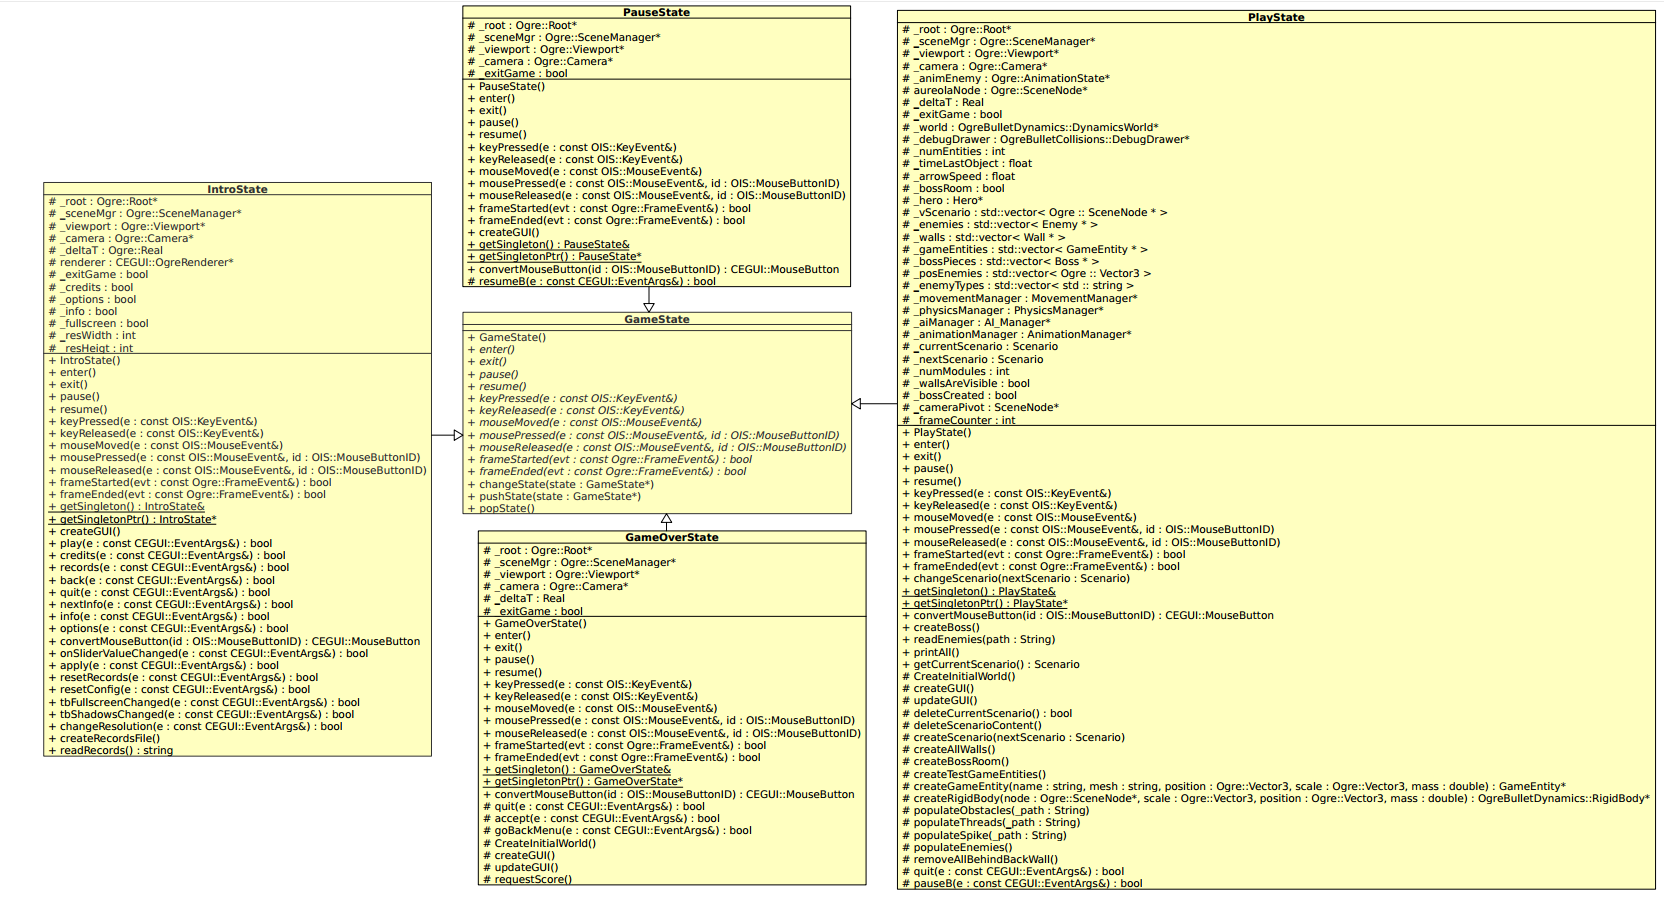 PauseState
# _root : Ogre::Root*
# _sceneMgr : Ogre::SceneManager*
# _viewport : Ogre::Viewport*
# _camera : Ogre::Camera*
# _exitGame : bool
+ PauseState()
+ enter()
+ exit()
+ pause()
+ resume()
+ keyPressed(e : const OIS::KeyEvent&)
+ keyReleased(e : const OIS::KeyEvent&)
+ mouseMoved(e : const OIS::MouseEvent&)
+ mousePressed(e : const OIS::MouseEvent&, id : OIS::MouseButtonID)
+ mouseReleased(e : const OIS::MouseEvent&, id : OIS::MouseButtonID)
+ frameStarted(evt : const Ogre::FrameEvent&) : bool
+ frameEnded(evt : const Ogre::FrameEvent&) : bool
+ createGUI()
+ getSingleton() : PauseState&
+ getSingletonPtr() : PauseState*
+ convertMouseButton(id : OIS::MouseButtonID) : CEGUI::MouseButton
# resumeB(e : const CEGUI::EventArgs&) : bool
IntroState
# _root : Ogre::Root*
# _sceneMgr : Ogre::SceneManager*
# _viewport : Ogre::Viewport*
# _camera : Ogre::Camera*
# _deltaT : Ogre::Real
# renderer : CEGUI::OgreRenderer*
# _exitGame : bool
# _credits : bool
# _options : bool
# _info : bool
# _fullscreen : bool
# _resWidth : int
# _resHeigt : int
+ IntroState()
+ enter()
+ exit()
+ pause()
+ resume()
+ keyPressed(e : const OIS::KeyEvent&)
+ keyReleased(e : const OIS::KeyEvent&)
+ mouseMoved(e : const OIS::MouseEvent&)
+ mousePressed(e : const OIS::MouseEvent&, id : OIS::MouseButtonID)
+ mouseReleased(e : const OIS::MouseEvent&, id : OIS::MouseButtonID)
+ frameStarted(evt : const Ogre::FrameEvent&) : bool
+ frameEnded(evt : const Ogre::FrameEvent&) : bool
+ getSingleton() : IntroState&
+ getSingletonPtr() : IntroState*
+ createGUI()
+ play(e : const CEGUI::EventArgs&) : bool
+ credits(e : const CEGUI::EventArgs&) : bool
+ records(e : const CEGUI::EventArgs&) : bool
+ back(e : const CEGUI::EventArgs&) : bool
+ quit(e : const CEGUI::EventArgs&) : bool
+ nextInfo(e : const CEGUI::EventArgs&) : bool
+ info(e : const CEGUI::EventArgs&) : bool
+ options(e : const CEGUI::EventArgs&) : bool
+ convertMouseButton(id : OIS::MouseButtonID) : CEGUI::MouseButton
+ onSliderValueChanged(e : const CEGUI::EventArgs&) : bool
+ apply(e : const CEGUI::EventArgs&) : bool
+ resetRecords(e : const CEGUI::EventArgs&) : bool
+ resetConfig(e : const CEGUI::EventArgs&) : bool
+ tbFullscreenChanged(e : const CEGUI::EventArgs&) : bool
+ tbShadowsChanged(e : const CEGUI::EventArgs&) : bool
+ changeResolution(e : const CEGUI::EventArgs&) : bool
+ createRecordsFile()
+ readRecords() : string
GameState
+ GameState()
+ enter()
+ exit()
+ pause()
+ resume()
+ keyPressed(e : const OIS::KeyEvent&)
+ keyReleased(e : const OIS::KeyEvent&)
+ mouseMoved(e : const OIS::MouseEvent&)
+ mousePressed(e : const OIS::MouseEvent&, id : OIS::MouseButtonID)
+ mouseReleased(e : const OIS::MouseEvent&, id : OIS::MouseButtonID)
+ frameStarted(evt : const Ogre::FrameEvent&) : bool
+ frameEnded(evt : const Ogre::FrameEvent&) : bool
+ changeState(state : GameState*)
+ pushState(state : GameState*)
+ popState()
GameOverState
# _root : Ogre::Root*
# _sceneMgr : Ogre::SceneManager*
# _viewport : Ogre::Viewport*
# _camera : Ogre::Camera*
# _deltaT : Real
# _exitGame : bool
+ GameOverState()
+ enter()
+ exit()
+ pause()
+ resume()
+ keyPressed(e : const OIS::KeyEvent&)
+ keyReleased(e : const OIS::KeyEvent&)
+ mouseMoved(e : const OIS::MouseEvent&)
+ mousePressed(e : const OIS::MouseEvent&, id : OIS::MouseButtonID)
+ mouseReleased(e : const OIS::MouseEvent&, id : OIS::MouseButtonID)
+ frameStarted(evt : const Ogre::FrameEvent&) : bool
+ frameEnded(evt : const Ogre::FrameEvent&) : bool
+ getSingleton() : GameOverState&
+ getSingletonPtr() : GameOverState*
+ convertMouseButton(id : OIS::MouseButtonID) : CEGUI::MouseButton
# quit(e : const CEGUI::EventArgs&) : bool
# accept(e : const CEGUI::EventArgs&) : bool
# goBackMenu(e : const CEGUI::EventArgs&) : bool
# CreateInitialWorld()
# createGUI()
# updateGUI()
# requestScore()
PlayState
# _root : Ogre::Root*
# _sceneMgr : Ogre::SceneManager*
# _viewport : Ogre::Viewport*
# _camera : Ogre::Camera*
# _animEnemy : Ogre::AnimationState*
# aureolaNode : Ogre::SceneNode*
# _deltaT : Real
# _exitGame : bool
# _world : OgreBulletDynamics::DynamicsWorld*
# _debugDrawer : OgreBulletCollisions::DebugDrawer*
# _numEntities : int
# _timeLastObject : float
# _arrowSpeed : float
# _bossRoom : bool
# _hero : Hero*
# _vScenario : std::vector< Ogre :: SceneNode * >
# _enemies : std::vector< Enemy * >
# _walls : std::vector< Wall * >
# _gameEntities : std::vector< GameEntity * >
# _bossPieces : std::vector< Boss * >
# _posEnemies : std::vector< Ogre :: Vector3 >
# _enemyTypes : std::vector< std :: string >
# _movementManager : MovementManager*
# _physicsManager : PhysicsManager*
# _aiManager : AI_Manager*
# _animationManager : AnimationManager*
# _currentScenario : Scenario
# _nextScenario : Scenario
# _numModules : int
# _wallsAreVisible : bool
# _bossCreated : bool
# _cameraPivot : SceneNode*
# _frameCounter : int
+ PlayState()
+ enter()
+ exit()
+ pause()
+ resume()
+ keyPressed(e : const OIS::KeyEvent&)
+ keyReleased(e : const OIS::KeyEvent&)
+ mouseMoved(e : const OIS::MouseEvent&)
+ mousePressed(e : const OIS::MouseEvent&, id : OIS::MouseButtonID)
+ mouseReleased(e : const OIS::MouseEvent&, id : OIS::MouseButtonID)
+ frameStarted(evt : const Ogre::FrameEvent&) : bool
+ frameEnded(evt : const Ogre::FrameEvent&) : bool
+ changeScenario(nextScenario : Scenario)
+ getSingleton() : PlayState&
+ getSingletonPtr() : PlayState*
+ convertMouseButton(id : OIS::MouseButtonID) : CEGUI::MouseButton
+ createBoss()
+ readEnemies(path : String)
+ printAll()
+ getCurrentScenario() : Scenario
# CreateInitialWorld()
# createGUI()
# updateGUI()
# deleteCurrentScenario() : bool
# deleteScenarioContent()
# createScenario(nextScenario : Scenario)
# createAllWalls()
# createBossRoom()
# createTestGameEntities()
# createGameEntity(name : string, mesh : string, position : Ogre::Vector3, scale : Ogre::Vector3, mass : double) : GameEntity*
# createRigidBody(node : Ogre::SceneNode*, scale : Ogre::Vector3, position : Ogre::Vector3, mass : double) : OgreBulletDynamics::RigidBody*
# populateObstacles(_path : String)
# populateThreads(_path : String)
# populateSpike(_path : String)
# populateEnemies()
# removeAllBehindBackWall()
# quit(e : const CEGUI::EventArgs&) : bool
# pauseB(e : const CEGUI::EventArgs&) : bool